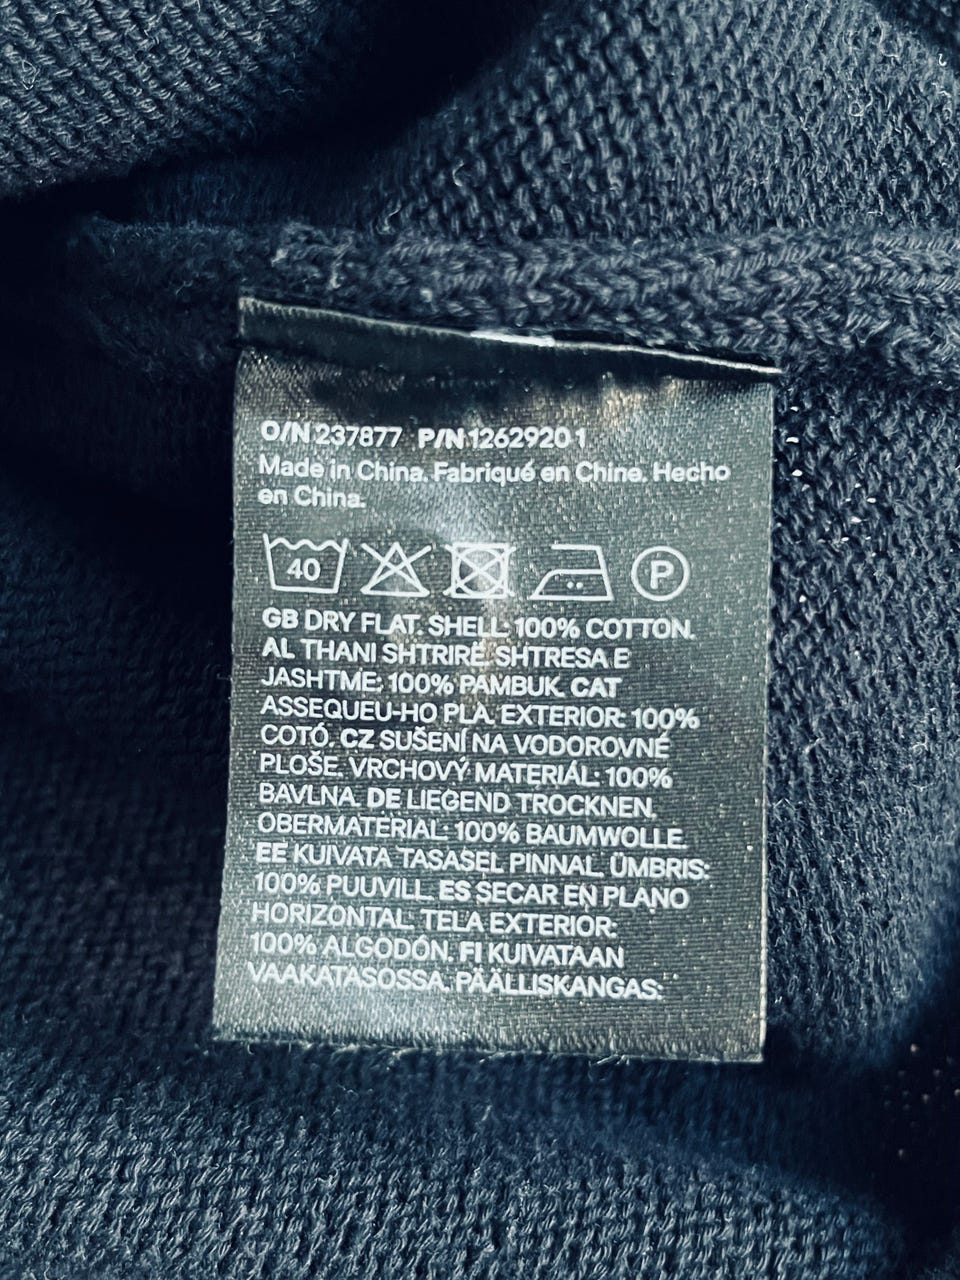 O/N 237877 P/N 1262920 1
Made in China. Fabriqué en Chine. Hecho
en China.
40 P
GB DRY FLAT. SHELL: 100% COTTON.
AL THANI SHTRIRË. SHTRESA E
JASHTME: 100% PAMBUK. CAT
ASSEQUEU-HO PLA. EXTERIOR: 100%
COTÓ. CZ SUŠENÍ NA VODOROVNÉ
PLOŠE. VRCHOVÝ MATERIÁL: 100%
BAVLNA. DE LIEGEND TROCKNEN.
OBERMATERIAL: 100% BAUMWOLLE.
EE KUIVATA TASASEL PINNAL. ÜMBRIS:
100% PUUVILL. ES SECAR EN PLANO
HORIZONTAL. TELA EXTERIOR:
100% ALGODÓN. FI KUIVATAAN
VAAKATASOSSA. PÄÄLLISKANGAS: